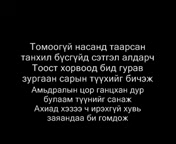 Томоогүй насанд таарсан
танхил бүсгүйд сэтгэл алдарч
Тоост хорвоод бид гурав
зургаан сарын түүхийг бичэж
Амьдралын цор ганцхан дур
булаам түүнийг санаж
Ахиад хэзээ ч ирэхгүй хувь
заяандаа би гомдож